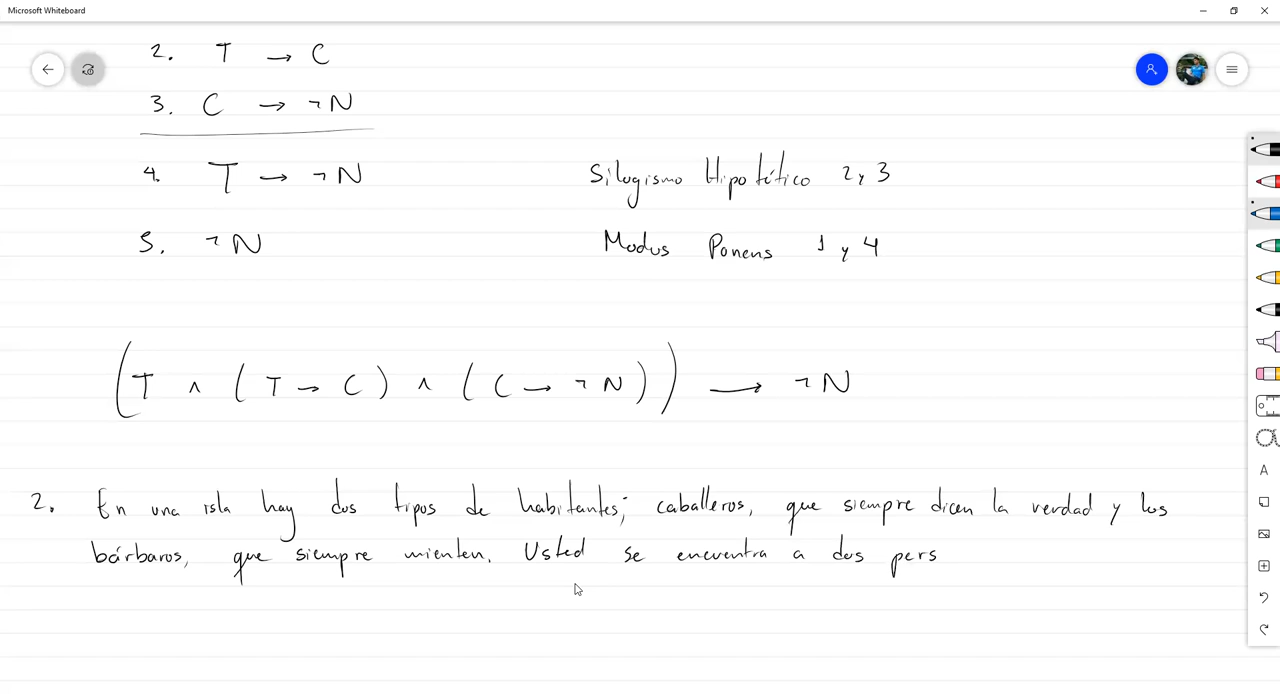 Microsoft Whiteboard
2. T → C
3. C → ¬N
4. T → ¬N Silogismo Hipotético 2 y 3
5. ¬N Modus Ponens 1 y 4
(T ∧ (T → C) ∧ (C → ¬N)) → ¬N
2. En una isla hay dos tipos de habitantes; caballeros, que siempre dicen la verdad y los
bárbaros, que siempre mienten. Usted se encuentra a dos pers